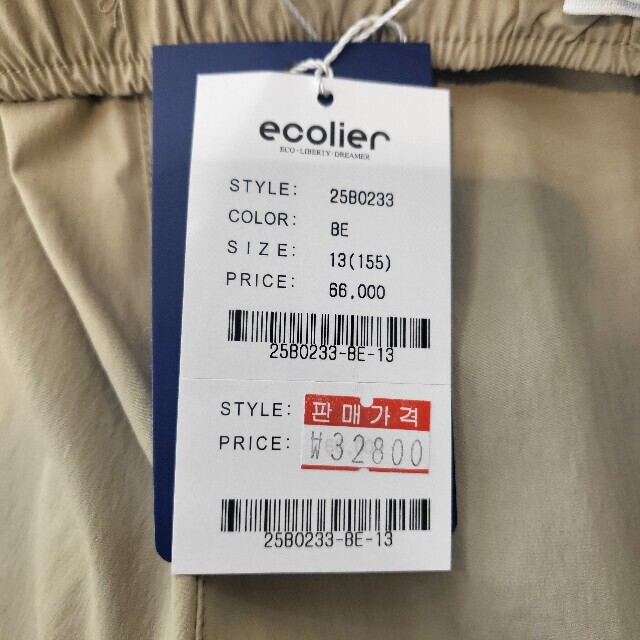 ecolier
ECO · LIBERTY · DREAMER
STYLE: 25B0233
COLOR: BE
SIZE: 13(155)
PRICE: 66,000
25B0233-BE-13
STYLE: 판매가격
PRICE: ₩32800
25B0233-BE-13